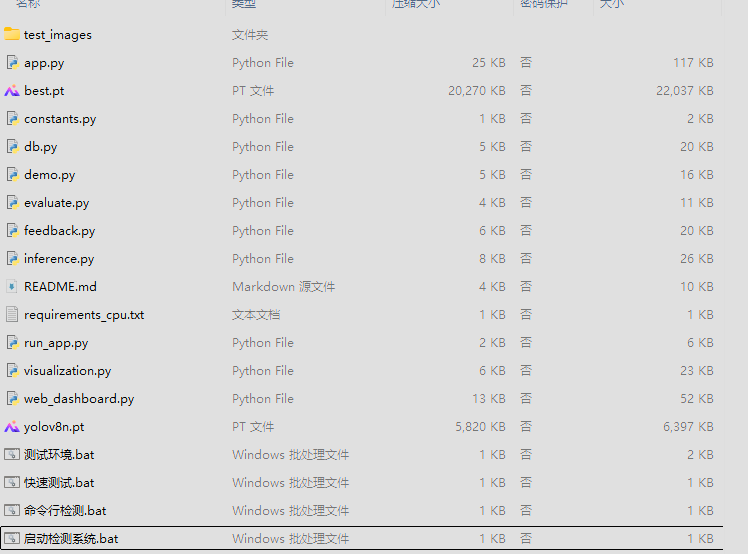 名称 类型 压缩大小 密码保护 大小
test_images 文件夹
app.py Python File 25 KB 否 117 KB
best.pt PT 文件 20,270 KB 否 22,037 KB
constants.py Python File 1 KB 否 2 KB
db.py Python File 5 KB 否 20 KB
demo.py Python File 5 KB 否 16 KB
evaluate.py Python File 4 KB 否 11 KB
feedback.py Python File 6 KB 否 20 KB
inference.py Python File 8 KB 否 26 KB
README.md Markdown 源文件 4 KB 否 10 KB
requirements_cpu.txt 文本文档 1 KB 否 1 KB
run_app.py Python File 2 KB 否 6 KB
visualization.py Python File 6 KB 否 23 KB
web_dashboard.py Python File 13 KB 否 52 KB
yolov8n.pt PT 文件 5,820 KB 否 6,397 KB
测试环境.bat Windows 批处理文件 1 KB 否 2 KB
快速测试.bat Windows 批处理文件 1 KB 否 1 KB
命令行检测.bat Windows 批处理文件 1 KB 否 1 KB
启动检测系统.bat Windows 批处理文件 1 KB 否 1 KB